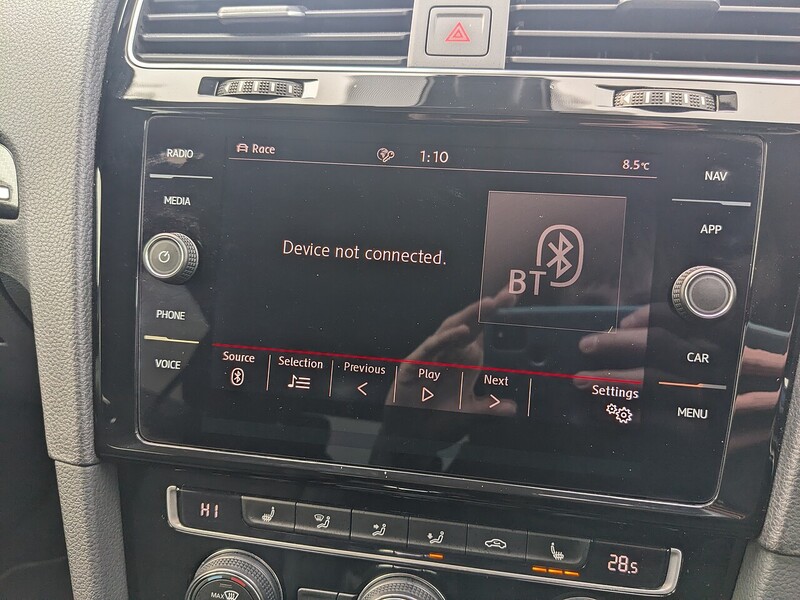 RADIO
MEDIA
PHONE
VOICE
Race
1:10
8.5°C
Device not connected.
BT
Source
Selection
Previous
Play
Next
Settings
NAV
APP
CAR
MENU
HI
28.5
MAX